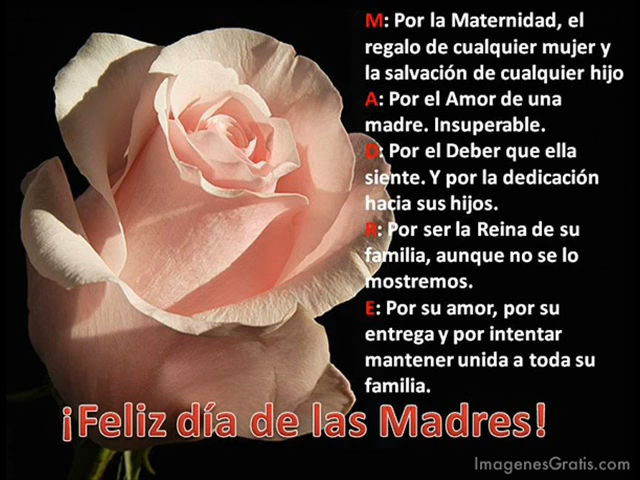 M: Por la Maternidad, el
regalo de cualquier mujer y
la salvación de cualquier hijo
A: Por el Amor de una
madre. Insuperable.
D: Por el Deber que ella
siente. Y por la dedicación
hacia sus hijos.
R: Por ser la Reina de su
familia, aunque no se lo
mostremos.
E: Por su amor, por su
entrega y por intentar
mantener unida a toda su
familia.
¡Feliz día de las Madres!
ImagenesGratis.com